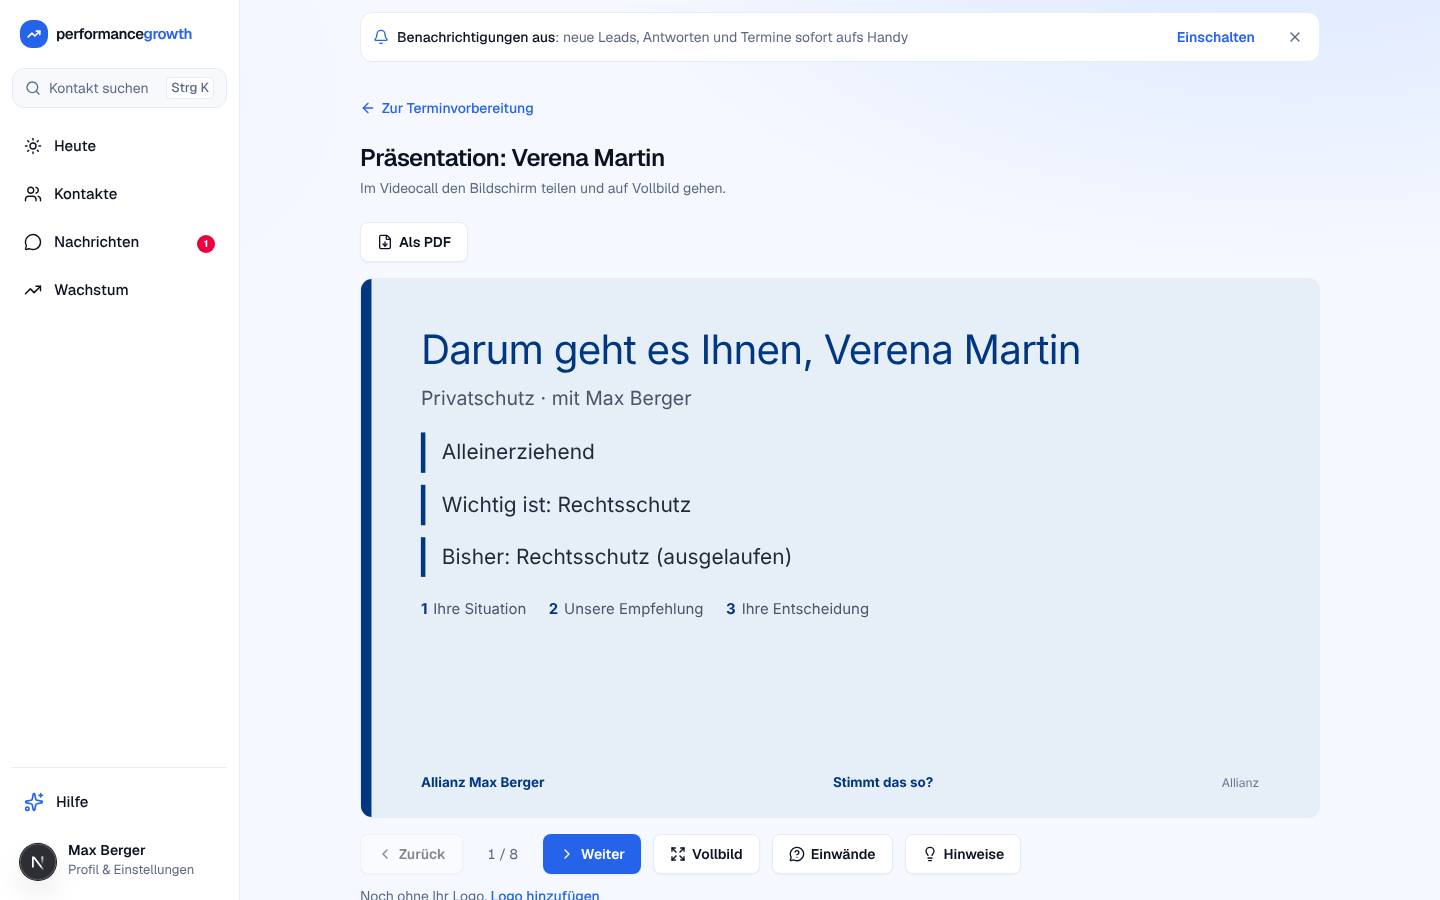 performancegrowth
Kontakt suchen Strg K
Heute
Kontakte
Nachrichten 1
Wachstum
Hilfe
N Max Berger
Profil & Einstellungen
Benachrichtigungen aus: neue Leads, Antworten und Termine sofort aufs Handy Einschalten
Zur Terminvorbereitung
Präsentation: Verena Martin
Im Videocall den Bildschirm teilen und auf Vollbild gehen.
Als PDF
Darum geht es Ihnen, Verena Martin
Privatschutz · mit Max Berger
Alleinerziehend
Wichtig ist: Rechtsschutz
Bisher: Rechtsschutz (ausgelaufen)
1 Ihre Situation 2 Unsere Empfehlung 3 Ihre Entscheidung
Allianz Max Berger Stimmt das so? Allianz
Zurück 1 / 8 Weiter Vollbild Einwände Hinweise
Noch ohne Ihr Logo. Logo hinzufügen